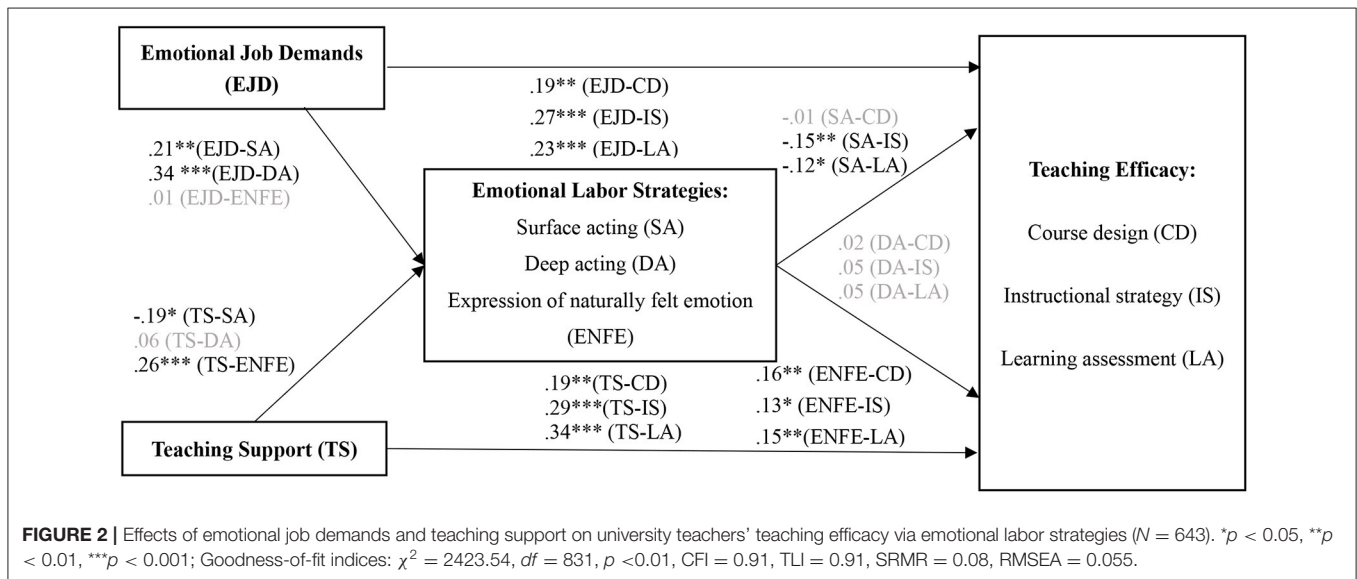 Emotional Job Demands
(EJD)
.19** (EJD-CD)
.27*** (EJD-IS)
.23*** (EJD-LA)
.21**(EJD-SA)
.34 ***(EJD-DA)
.01 (EJD-ENFE)
-.01 (SA-CD)
-.15** (SA-IS)
-.12* (SA-LA)
Emotional Labor Strategies:
Surface acting (SA)
Deep acting (DA)
Expression of naturally felt emotion
(ENFE)
.02 (DA-CD)
.05 (DA-IS)
.05 (DA-LA)
Teaching Efficacy:
Course design (CD)
Instructional strategy (IS)
Learning assessment (LA)
-.19* (TS-SA)
.06 (TS-DA)
.26*** (TS-ENFE)
.19**(TS-CD)
.29***(TS-IS)
.34*** (TS-LA)
.16** (ENFE-CD)
.13* (ENFE-IS)
.15**(ENFE-LA)
Teaching Support (TS)
FIGURE 2 | Effects of emotional job demands and teaching support on university teachers' teaching efficacy via emotional labor strategies (N = 643). *p < 0.05, **p
< 0.01, ***p < 0.001; Goodness-of-fit indices: χ² = 2423.54, df = 831, p <0.01, CFI = 0.91, TLI = 0.91, SRMR = 0.08, RMSEA = 0.055.